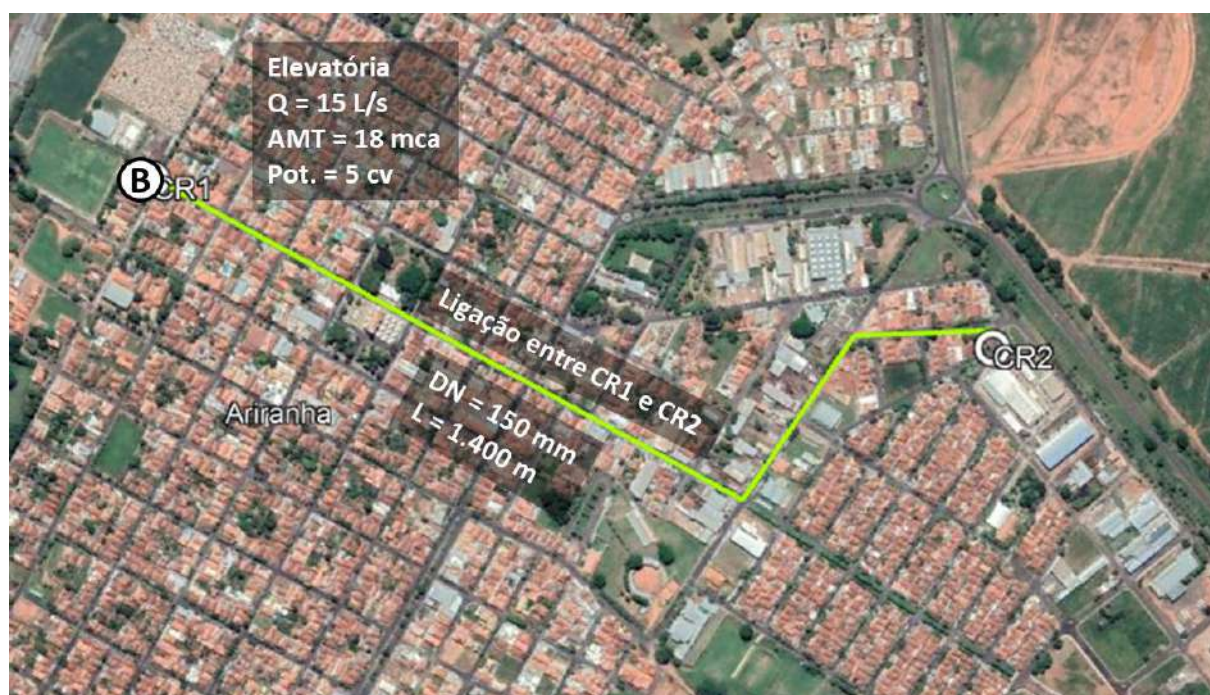 Elevatória
Q = 15 L/s
AMT = 18 mca
Pot. = 5 cv
B
CR1
Ligação entre CR1 e CR2
DN = 150 mm
L = 1.400 m
CR2
Ariranha